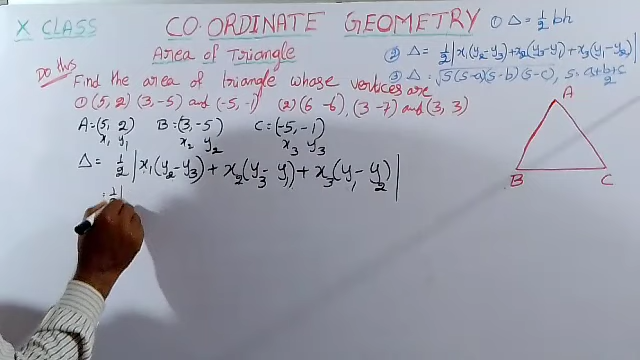 X CLASS CO.ORDINATE GEOMETRY ① Δ = 1/2 bh
Area of Triangle
② Δ = 1/2 |x₁(y₂-y₃)+x₂(y₃-y₁)+x₃(y₁-y₂)|
Do this
③ Δ = √S(S-a)(S-b)(S-c), S = a+b+c/2
Find the area of triangle whose vertices are
① (5, 2) (3,-5) and (-5,-1) (2) (6 -6), (3 -7) and (3, 3)
A = (5, 2) B = (3,-5) C = (-5,-1)
x₁ y₁ x₂ y₂ x₃ y₃
Δ = 1/2 |x₁(y₂-y₃) + x₂(y₃-y₁) + x₃(y₁-y₂)|
= 1/2 |
A
B C